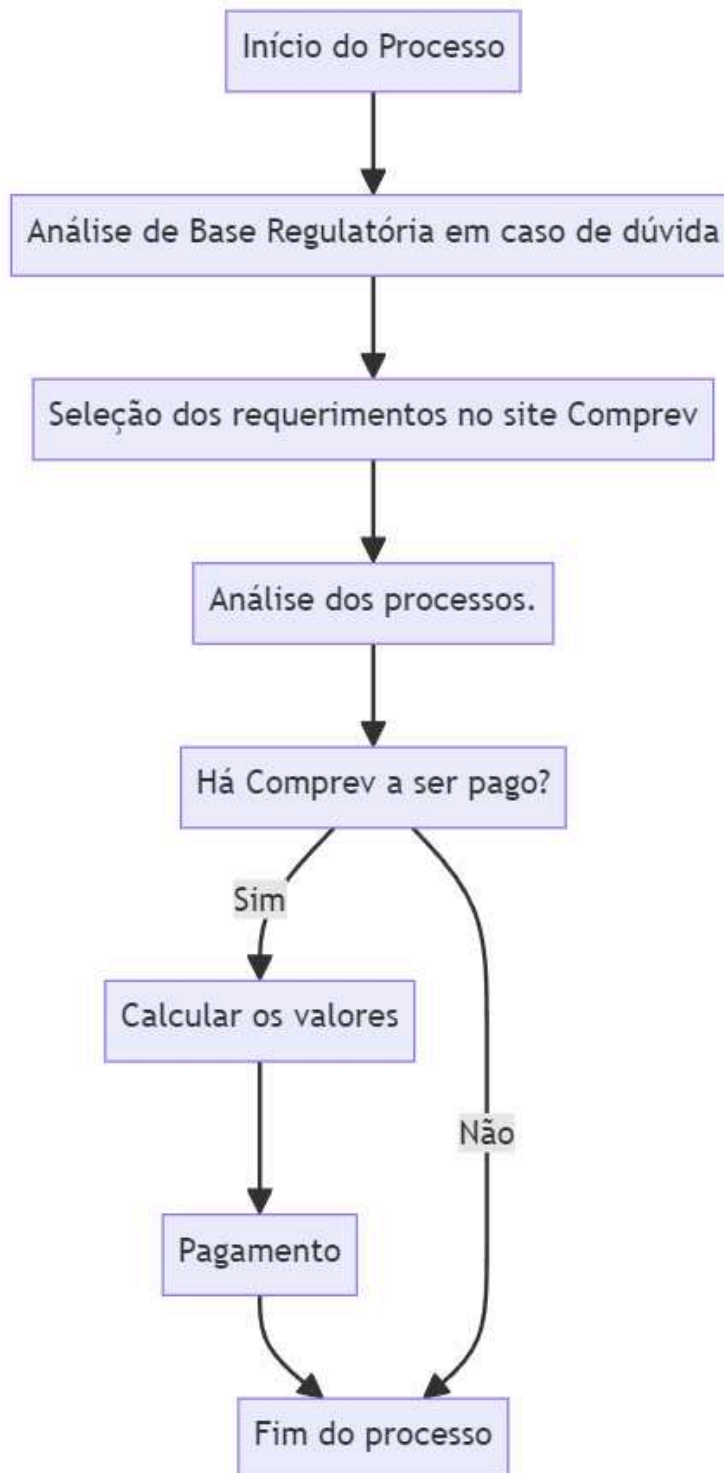 Início do Processo
Análise de Base Regulatória em caso de dúvida
Seleção dos requerimentos no site Comprev
Análise dos processos.
Há Comprev a ser pago?
Sim
Calcular os valores
Não
Pagamento
Fim do processo